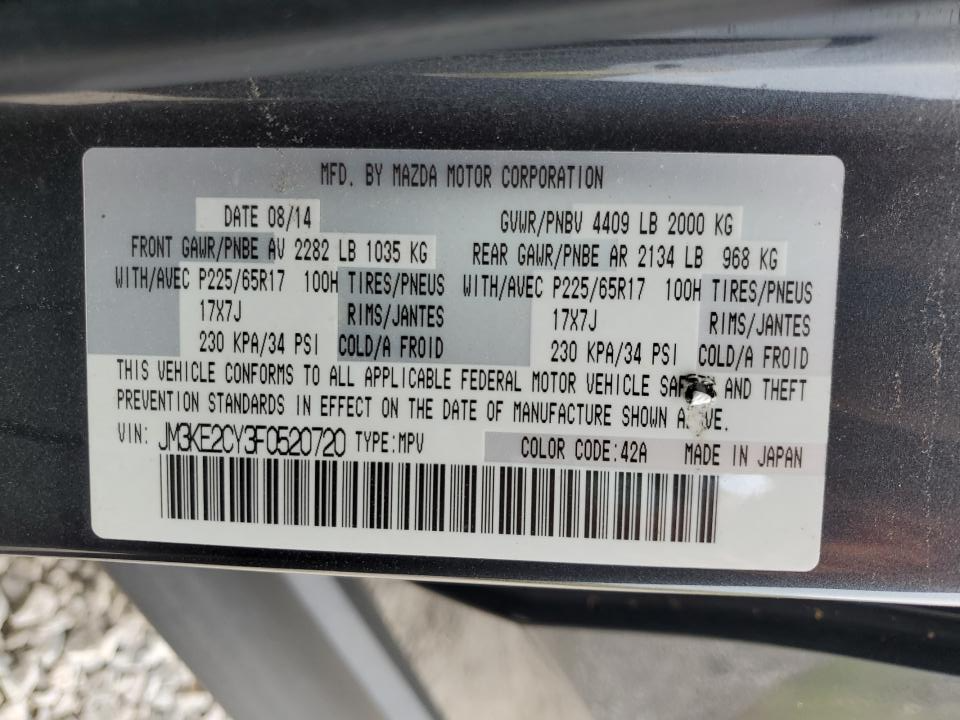 MFD. BY MAZDA MOTOR CORPORATION
DATE 08/14 GVWR/PNBV 4409 LB 2000 KG
FRONT GAWR/PNBE AV 2282 LB 1035 KG REAR GAWR/PNBE AR 2134 LB 968 KG
WITH/AVEC P225/65R17 100H TIRES/PNEUS WITH/AVEC P225/65R17 100H TIRES/PNEUS
17X7J RIMS/JANTES 17X7J RIMS/JANTES
230 KPA/34 PSI COLD/A FROID 230 KPA/34 PSI COLD/A FROID
THIS VEHICLE CONFORMS TO ALL APPLICABLE FEDERAL MOTOR VEHICLE AND THEFT
PREVENTION STANDARDS IN EFFECT ON THE DATE OF MANUFACTURE SHOWN
VIN: JM3KE2CY3F0520720 TYPE:MPV COLOR CODE:42A MADE IN JAPAN